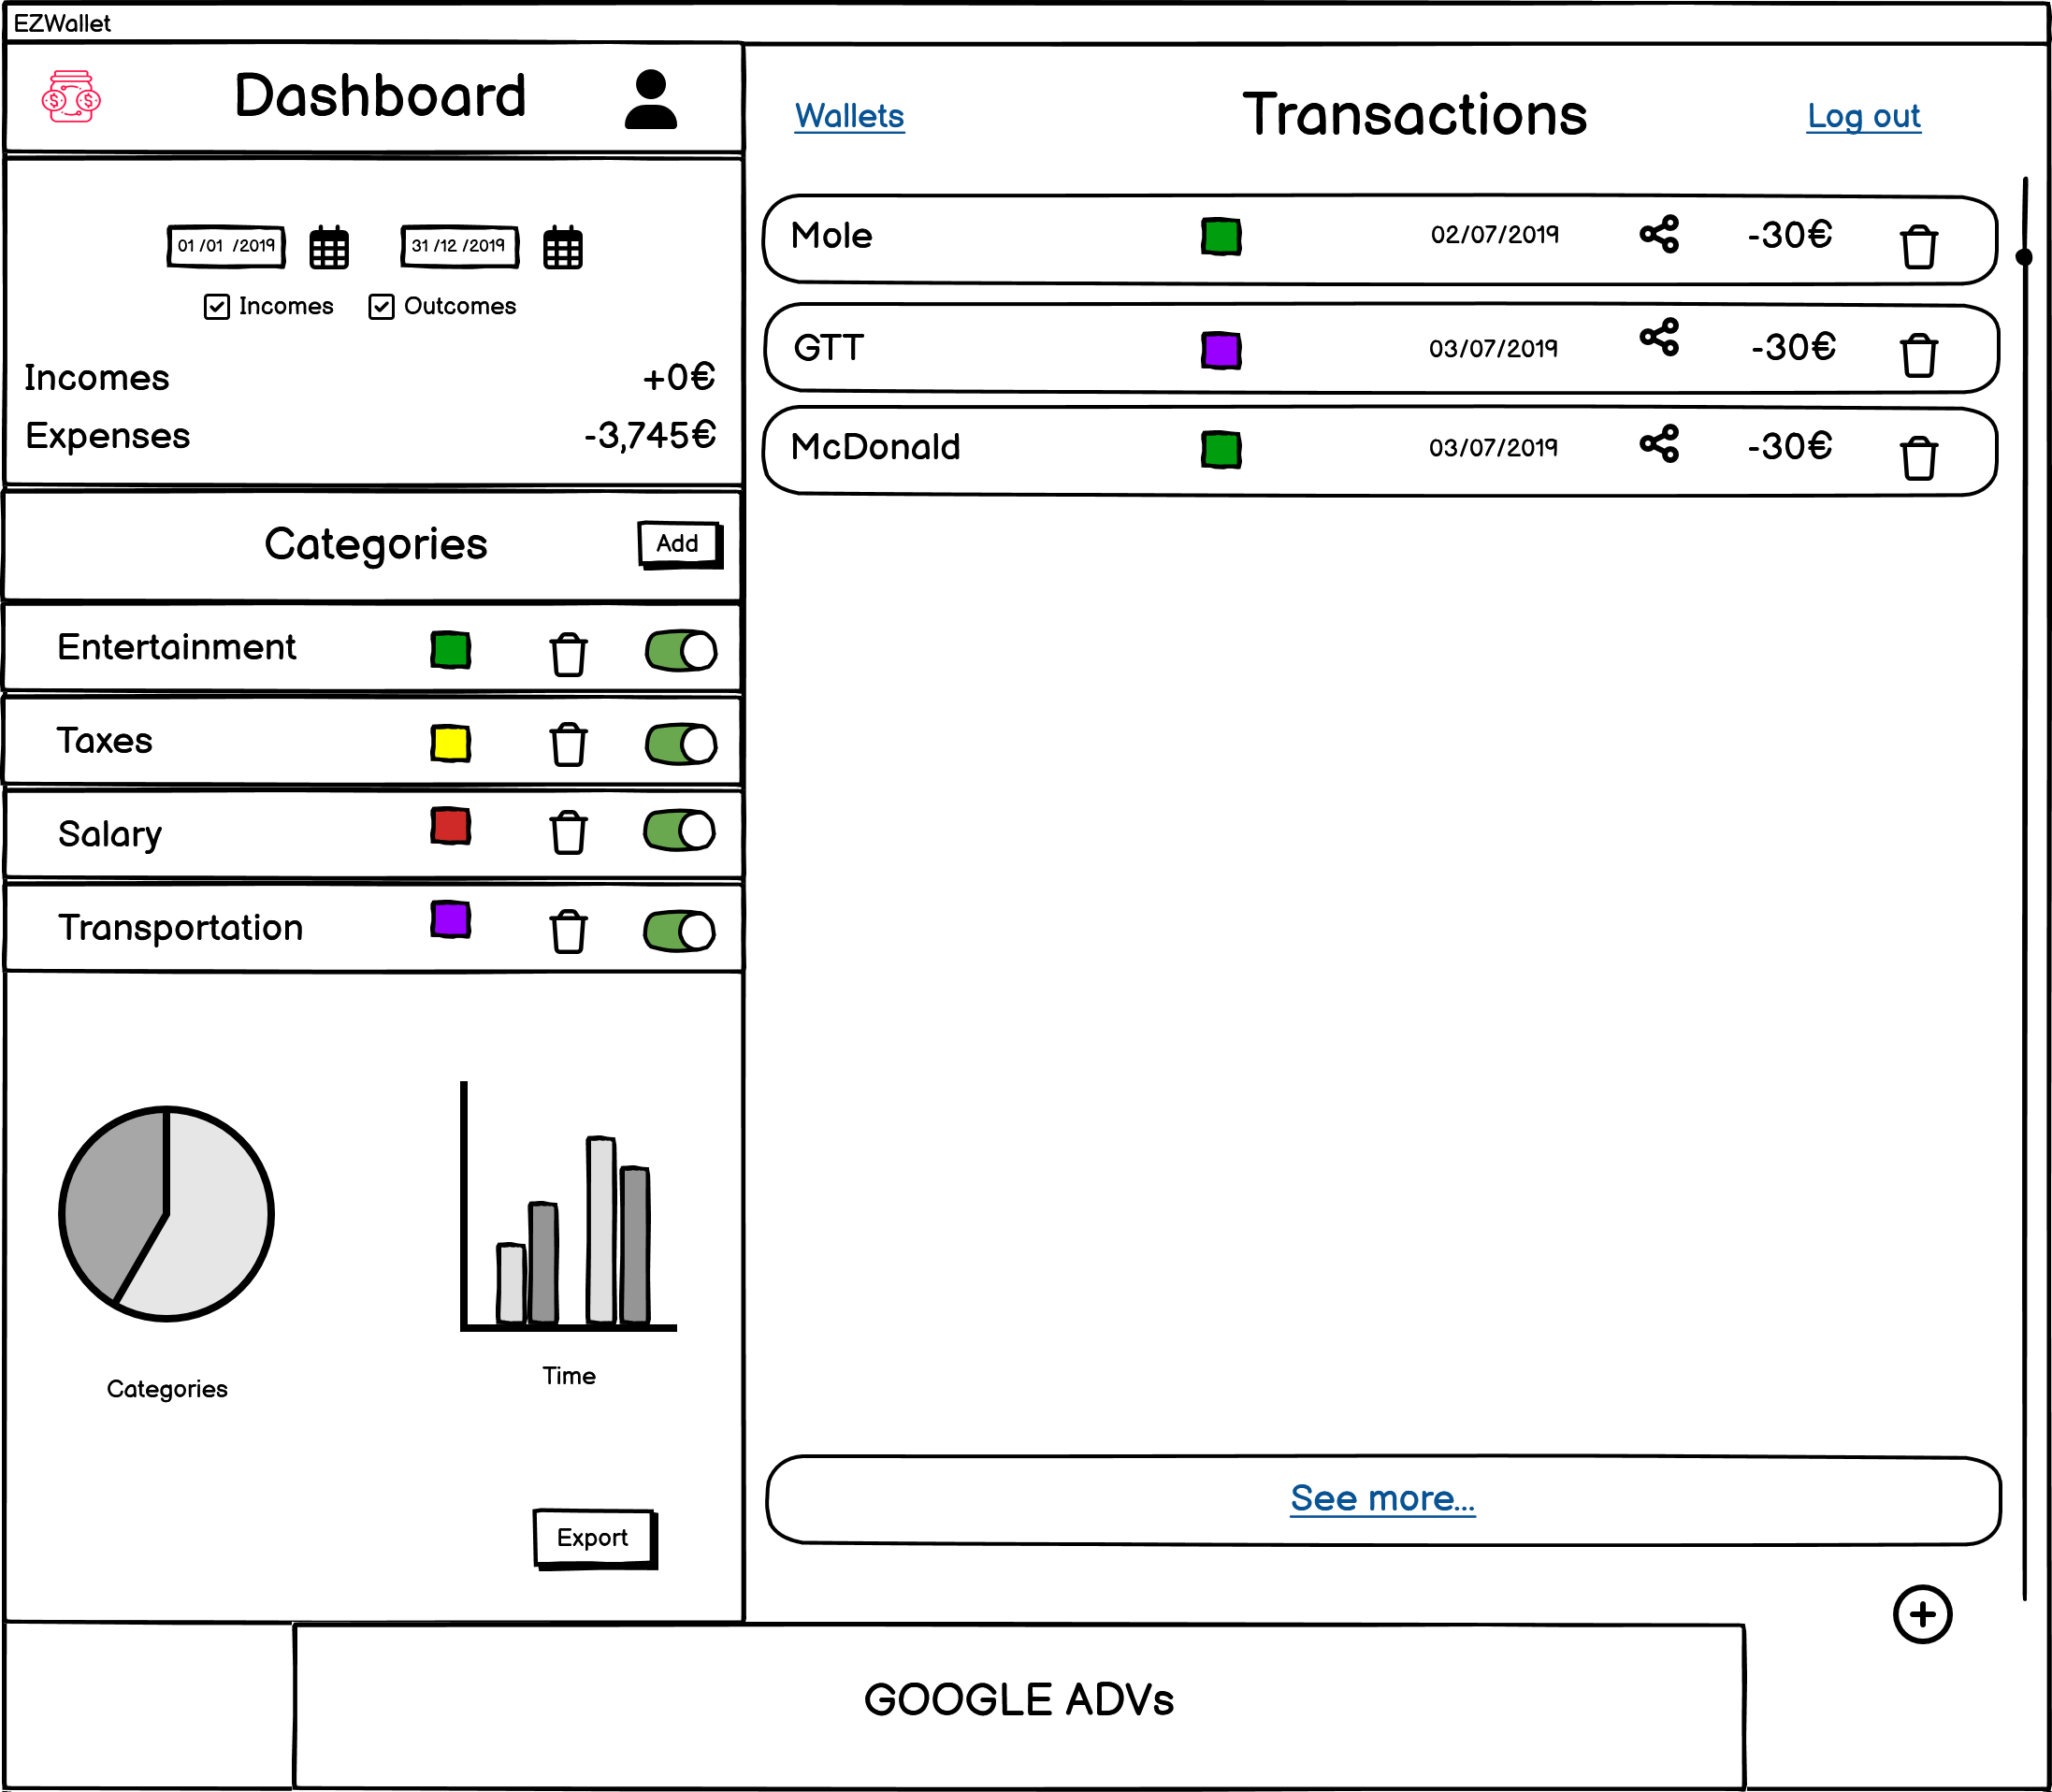 EZWallet
Dashboard
01 /01 /2019
31 /12 /2019
Incomes
Outcomes
Incomes +0€
Expenses -3,745€
Categories
Add
Entertainment
Taxes
Salary
Transportation
Categories
Time
Export
Wallets
Transactions
Log out
Mole 02/07/2019 -30€
GTT 03/07/2019 -30€
McDonald 03/07/2019 -30€
See more...
GOOGLE ADVs